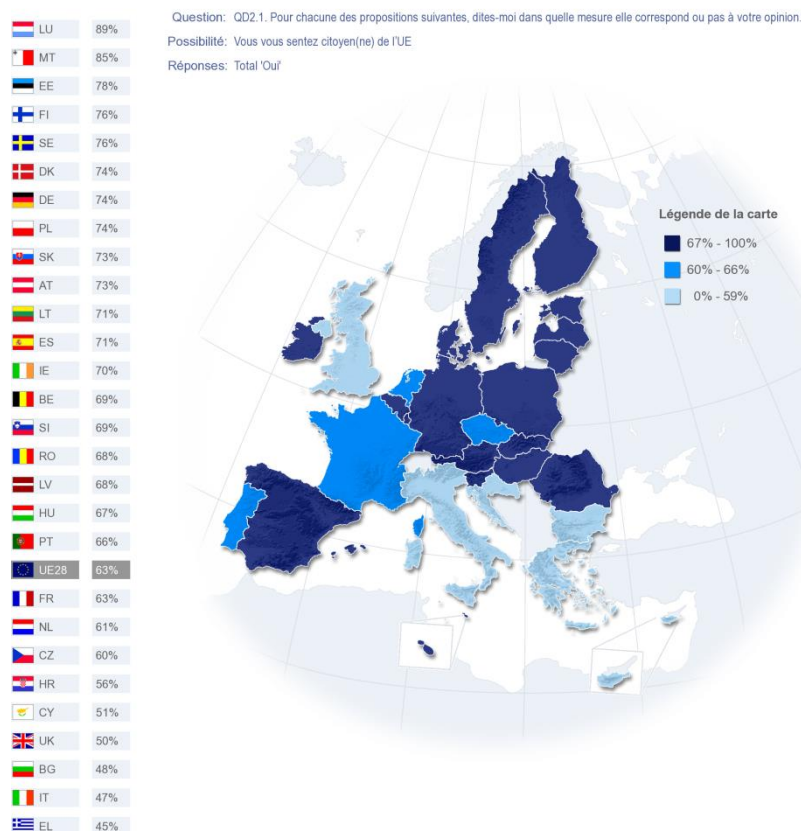 Question: QD2.1. Pour chacune des propositions suivantes, dites-moi dans quelle mesure elle correspond ou pas à votre opinion.
Possibilité: Vous vous sentez citoyen(ne) de l'UE
Réponses: Total 'Oui'
LU 89%
MT 85%
EE 78%
FI 76%
SE 76%
DK 74%
DE 74%
PL 74%
SK 73%
AT 73%
LT 71%
ES 71%
IE 70%
BE 69%
SI 69%
RO 68%
LV 68%
HU 67%
PT 66%
UE28 63%
FR 63%
NL 61%
CZ 60%
HR 56%
CY 51%
UK 50%
BG 48%
IT 47%
EL 45%
Légende de la carte
67% - 100%
60% - 66%
0% - 59%